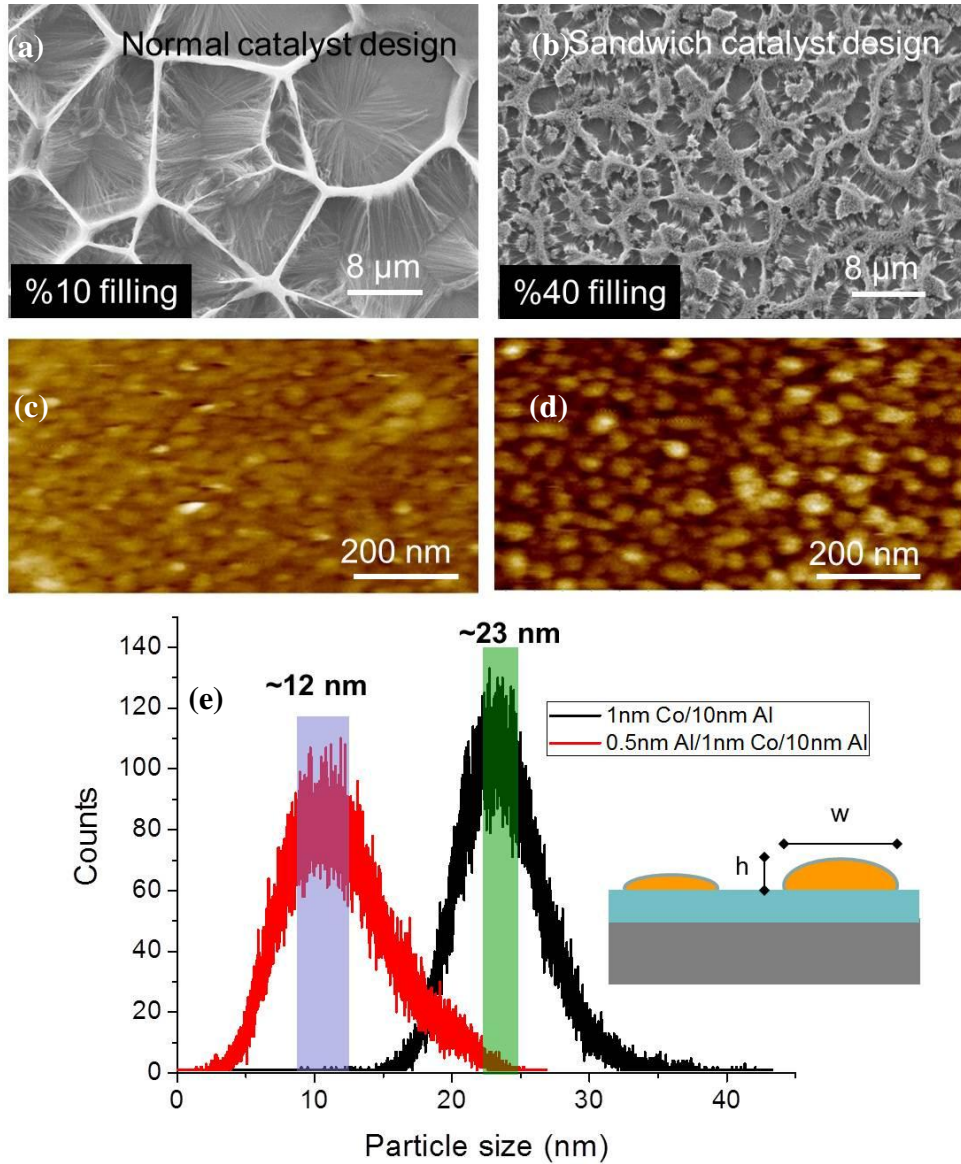 (a)
Normal catalyst design
%10 filling
8 µm
(b)
Sandwich catalyst design
%40 filling
8 µm
(c)
200 nm
(d)
200 nm
(e)
~12 nm
~23 nm
1nm Co/10nm Al
0.5nm Al/1nm Co/10nm Al
w
h
Counts
140
120
100
80
60
40
20
0
0
10
20
30
40
Particle size (nm)